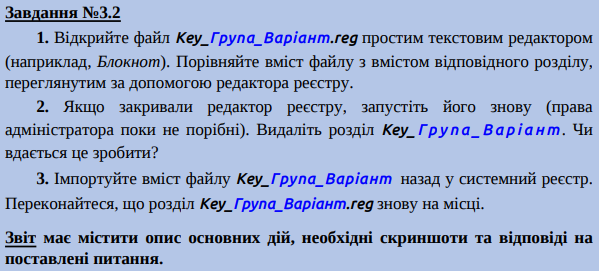 Завдання №3.2
1. Відкрийте файл Key_Група_Варіант.reg простим текстовим редактором
(наприклад, Блокнот). Порівняйте вміст файлу з вмістом відповідного розділу,
переглянутим за допомогою редактора реєстру.
2. Якщо закривали редактор реєстру, запустіть його знову (права
адміністратора поки не порібні). Видаліть розділ Key_Група_Варіант. Чи
вдається це зробити?
3. Імпортуйте вміст файлу Key_Група_Варіант назад у системний реєстр.
Переконайтеся, що розділ Key_Група_Варіант.reg знову на місці.
Звіт має містити опис основних дій, необхідні скриншоти та відповіді на
поставлені питання.